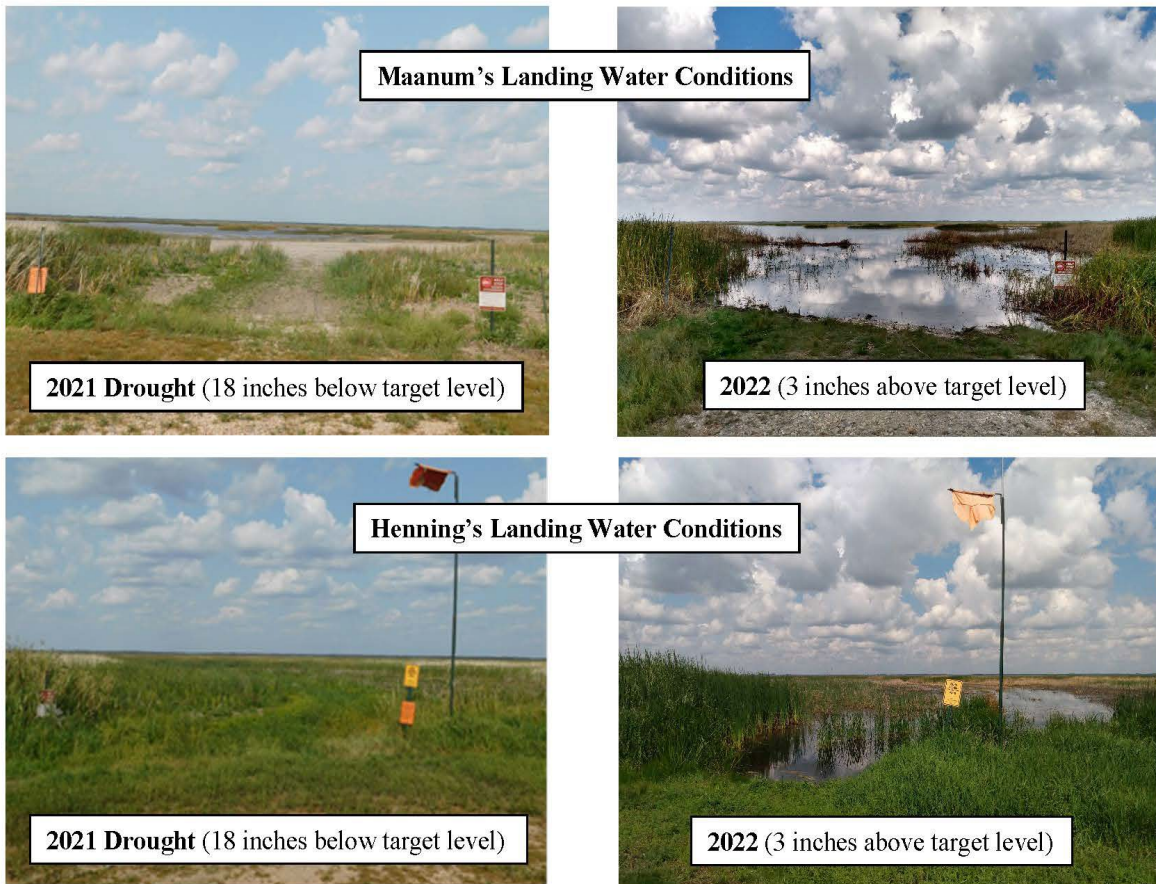 Maanum's Landing Water Conditions
2021 Drought (18 inches below target level)
2022 (3 inches above target level)
Henning's Landing Water Conditions
2021 Drought (18 inches below target level)
2022 (3 inches above target level)